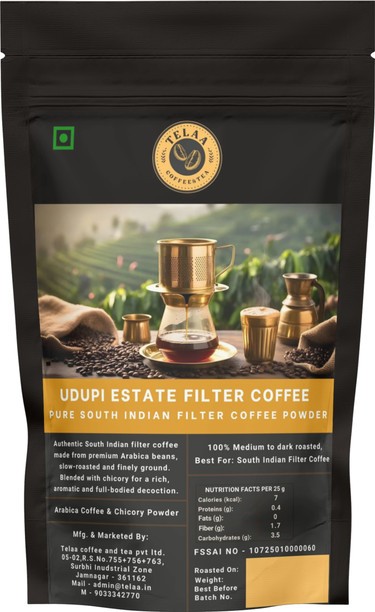 TELAA
COFFEE&TEA
UDUPI ESTATE FILTER COFFEE
PURE SOUTH INDIAN FILTER COFFEE POWDER
Authentic South Indian filter coffee
made from premium Arabica beans,
slow-roasted and finely ground.
Blended with chicory for a rich,
aromatic and full-bodied decoction.
Arabica Coffee & Chicory Powder
Mfg. & Marketed By:
Telaa coffee and tea pvt ltd.
05-02,R.S.No.755+756+763,
Surbhi Inudstrial Zone
Jamnagar - 361162
Mail - admin@telaa.in
M - 9033342770
100% Medium to dark roasted,
Best For: South Indian Filter Coffee
NUTRITION FACTS PER 25 g
Calories (kcal): 7
Proteins (g): 0.4
Fats (g): 0
Fiber (g): 1.7
Carbohydrates (g): 3.5
FSSAI NO - 10725010000060
Roasted On:
Weight:
Best Before
Batch No.